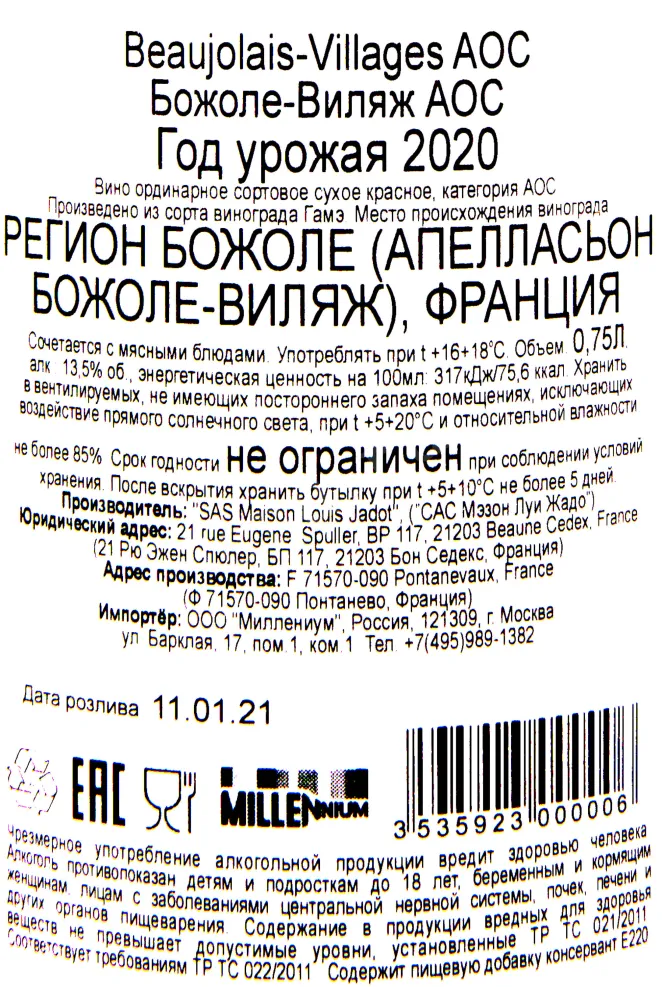 Beaujolais-Villages AOC
Божоле-Виляж АОС
Год урожая 2020
Вино ординарное сортовое сухое красное, категория АОС
Произведено из сорта винограда Гамэ. Место происхождения винограда
РЕГИОН БОЖОЛЕ (АПЕЛЛАСЬОН
БОЖОЛЕ-ВИЛЯЖ), ФРАНЦИЯ
Сочетается с мясными блюдами. Употреблять при t +16+18°С. Объем 0,75Л.
алк. 13,5% об., энергетическая ценность на 100мл: 317кДж/75,6 ккал. Хранить
в вентилируемых, не имеющих постороннего запаха помещениях, исключающих
воздействие прямого солнечного света, при t +5+20°С и относительной влажности
не более 85%. Срок годности не ограничен при соблюдении условий
хранения. После вскрытия хранить бутылку при t +5+10°С не более 5 дней.
Производитель: "SAS Maison Louis Jadot", ("САС Мэзон Луи Жадо")
Юридический адрес: 21 rue Eugene Spuller, BP 117, 21203 Beaune Cedex, France
(21 Рю Эжен Спюлер, БП 117, 21203 Бон Седекс, Франция)
Адрес производства: F 71570-090 Pontanevaux, France
(Ф 71570-090 Понтанево, Франция)
Импортёр: ООО "Миллениум", Россия, 121309, г. Москва
ул. Барклая, 17, пом.1, ком.1 Тел. +7(495)989-1382
Дата розлива 11.01.21
EAC MILLENNIUM
3 535923 000006
Чрезмерное употребление алкогольной продукции вредит здоровью человека
Алкоголь противопоказан детям и подросткам до 18 лет, беременным и кормящим
женщинам, лицам с заболеваниями центральной нервной системы, почек, печени и
других органов пищеварения. Содержание в продукции вредных для здоровья
веществ не превышает допустимые уровни, установленные ТР ТС 021/2011
Соответствует требованиям ТР ТС 022/2011 Содержит пищевую добавку консервант Е220